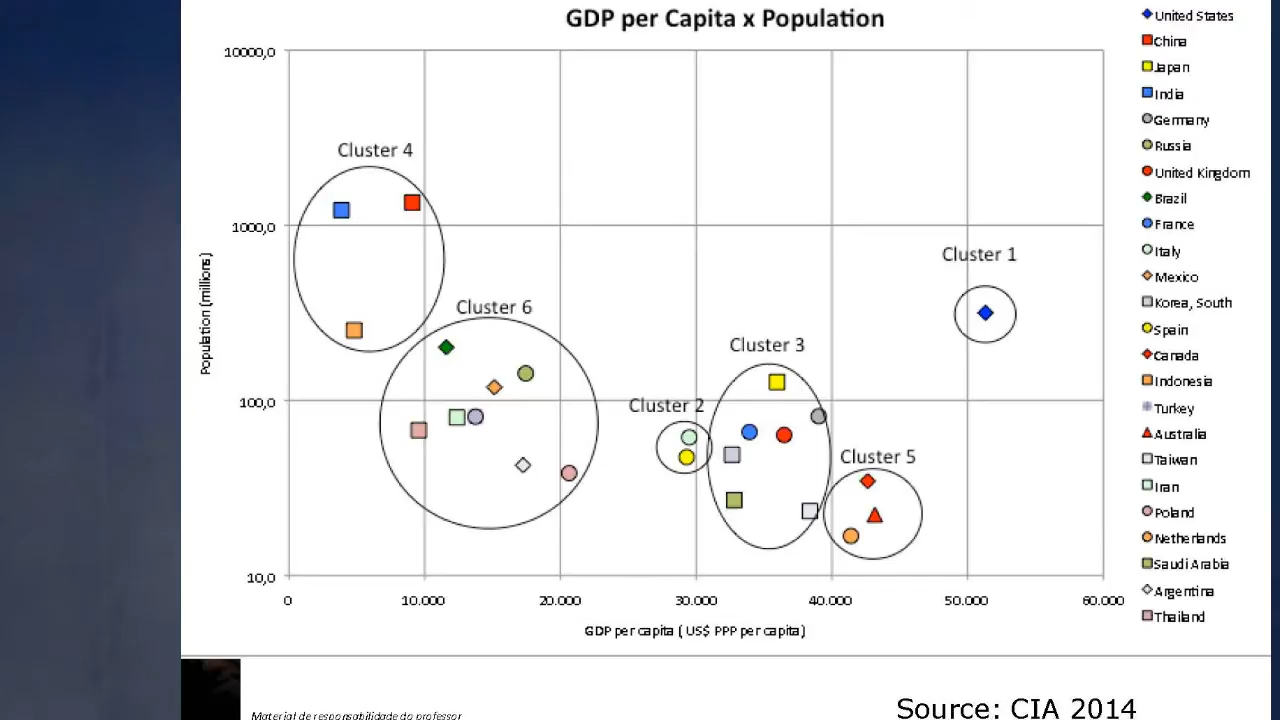 GDP per Capita x Population
10000,0
1000,0
100,0
10,0
Population (millions)
0
10.000
20.000
30.000
40.000
50.000
60.000
GDP per capita ( US$ PPP per capita)
Cluster 4
Cluster 6
Cluster 2
Cluster 3
Cluster 5
Cluster 1
United States
China
Japan
India
Germany
Russia
United Kingdom
Brazil
France
Italy
Mexico
Korea, South
Spain
Canada
Indonesia
Turkey
Australia
Taiwan
Iran
Poland
Netherlands
Saudi Arabia
Argentina
Thailand
Material de responsabilidade do professor
Source: CIA 2014